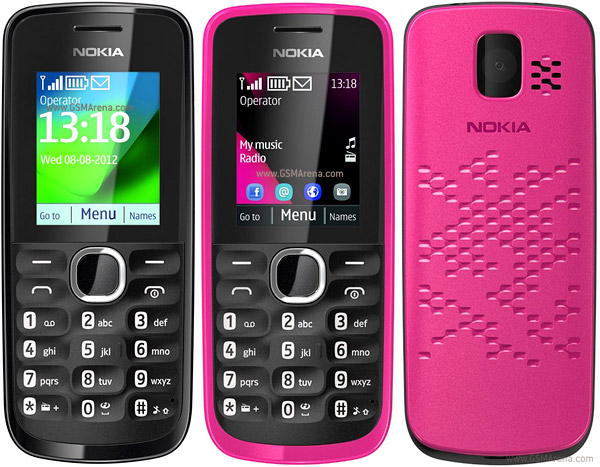 NOKIA
Operator
www.GSMArena.com
13:18
Wed 08-08-2012
Go to Menu Names
1
2 abc
3 def
4 ghi
5 jkl
6 mno
7 pqrs
8 tuv
9 wxyz
* +
0
#
NOKIA
13:18
Operator
My music
Radio
www.GSMArena.com
f @
Go to Menu Names
1
2 abc
3 def
4 ghi
5 jkl
6 mno
7 pqrs
8 tuv
9 wxyz
* +
0
#
NOKIA
www.GSMArena.com